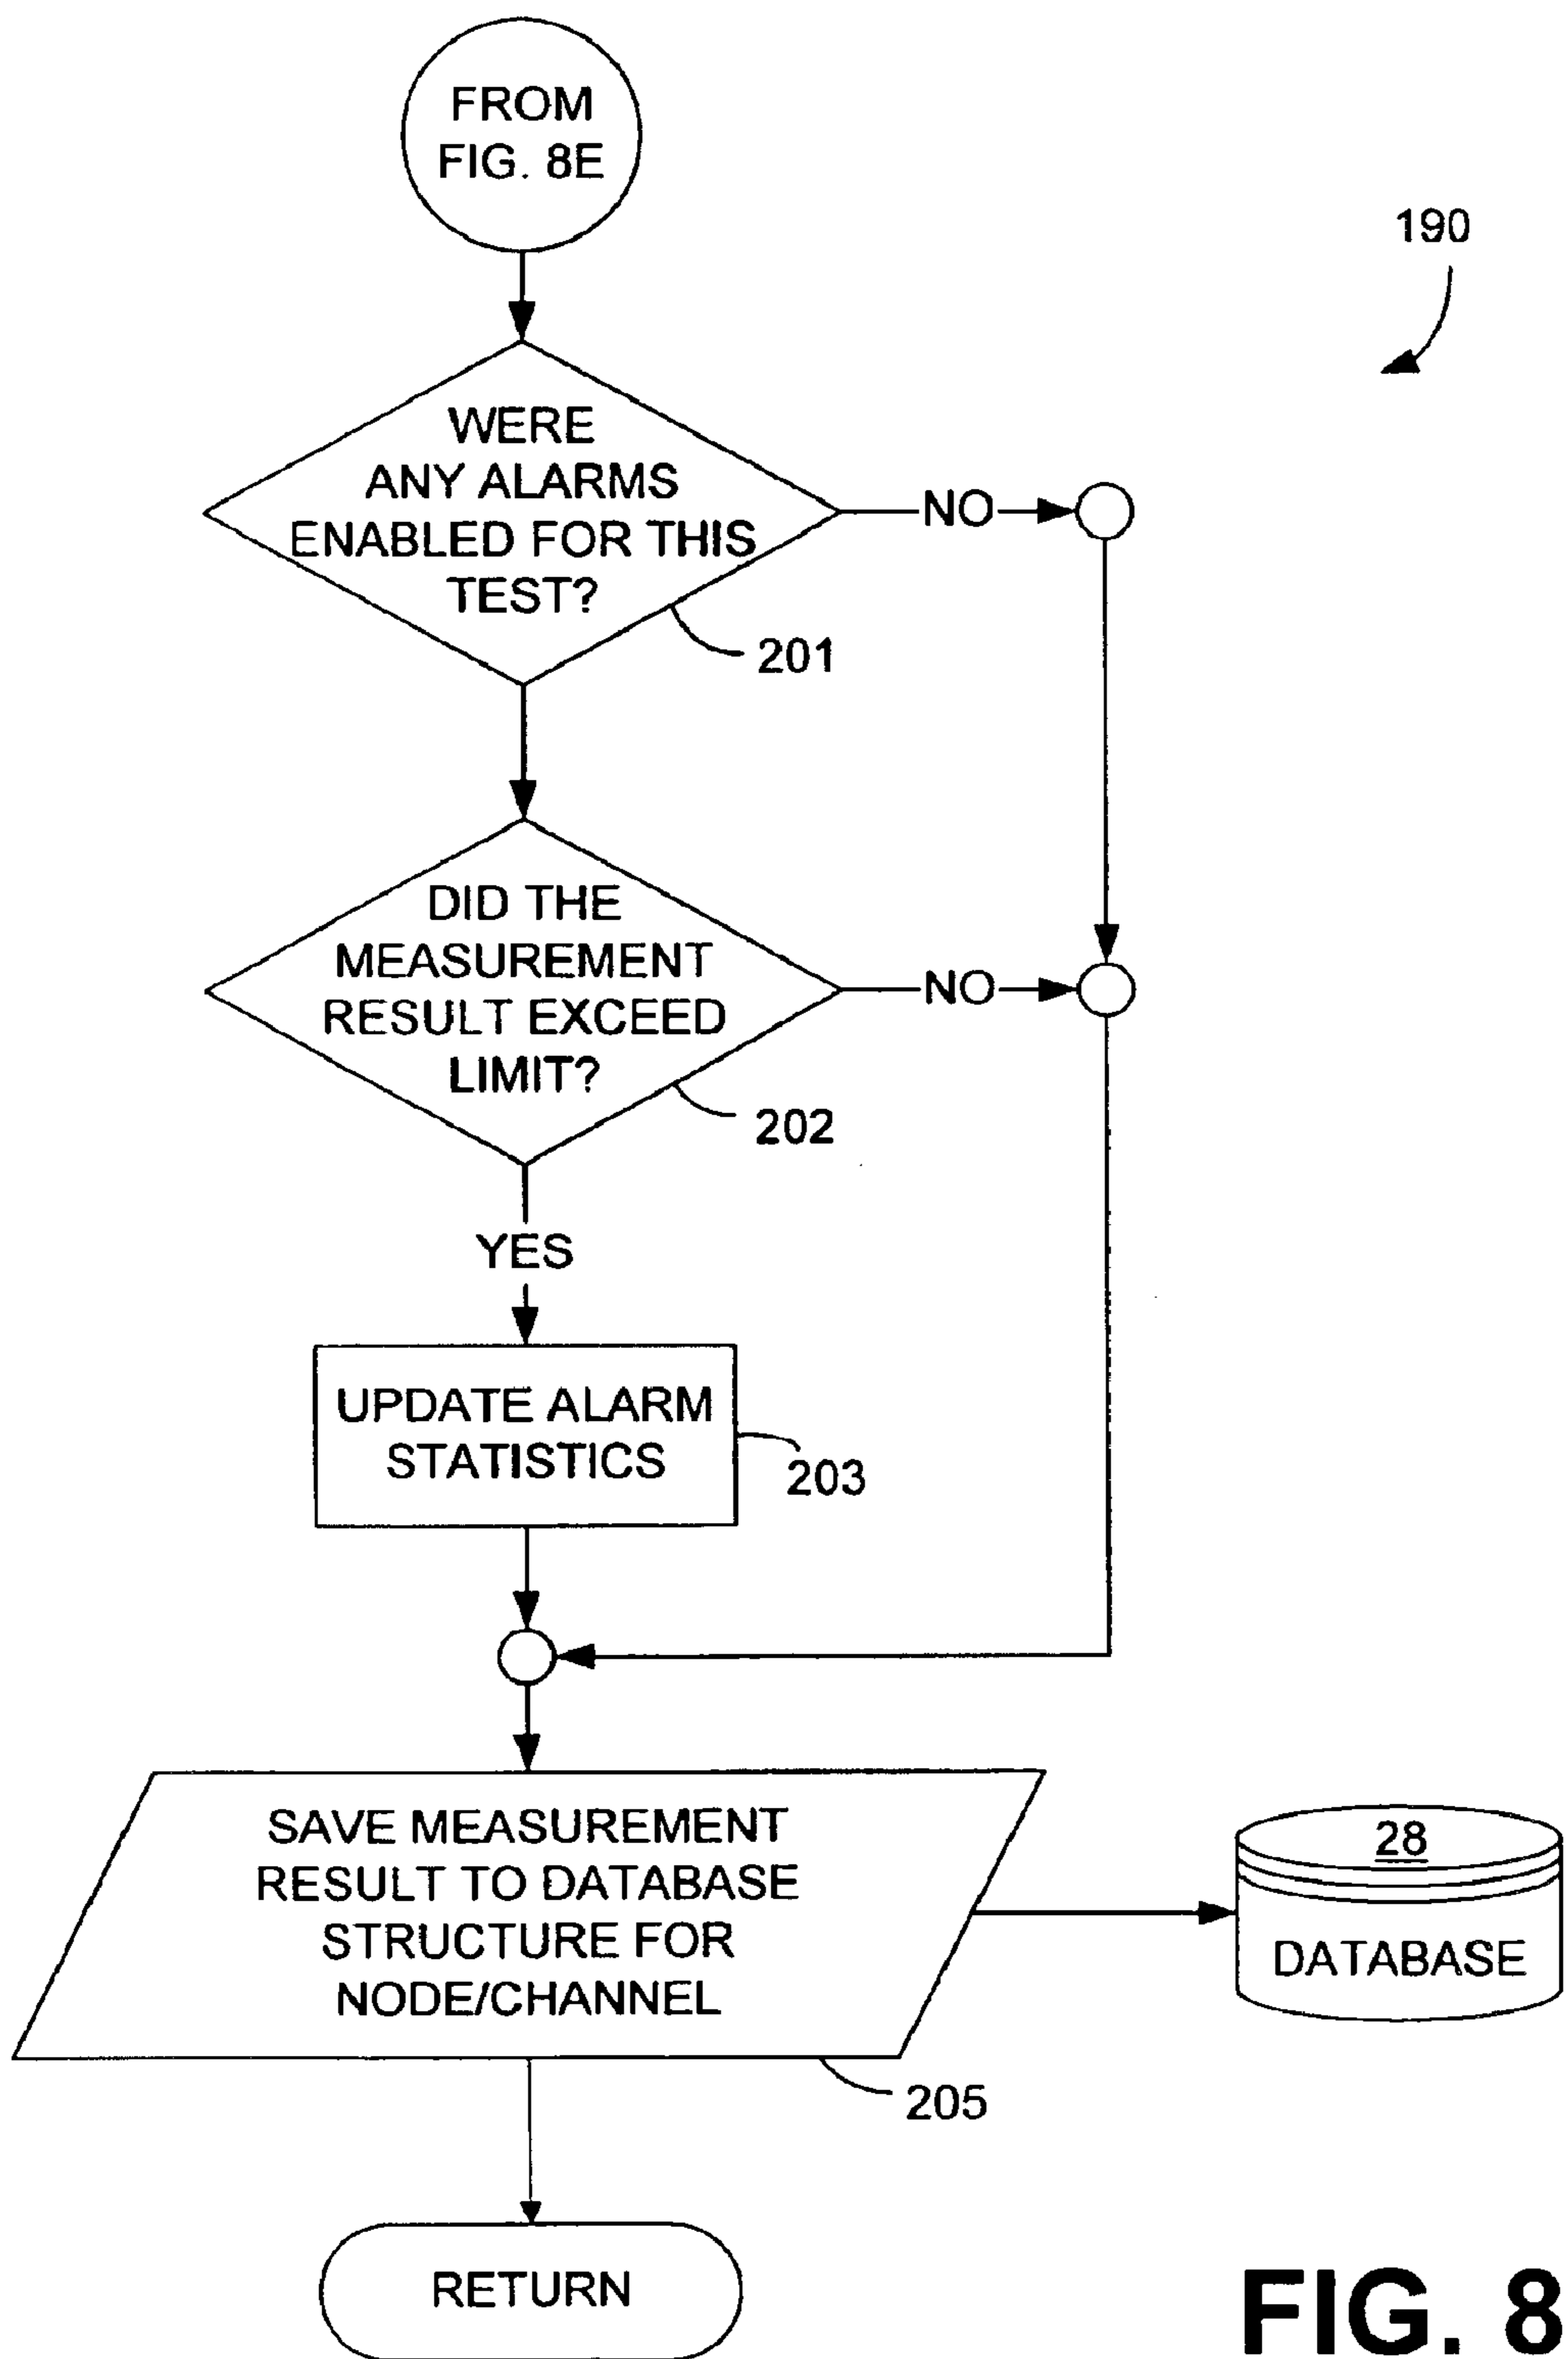 FROM
FIG. 8E
190
WERE
ANY ALARMS
ENABLED FOR THIS
TEST?
NO
201
DID THE
MEASUREMENT
RESULT EXCEED
LIMIT?
NO
202
YES
UPDATE ALARM
STATISTICS
203
SAVE MEASUREMENT
RESULT TO DATABASE
STRUCTURE FOR
NODE/CHANNEL
28
DATABASE
205
RETURN
FIG. 8